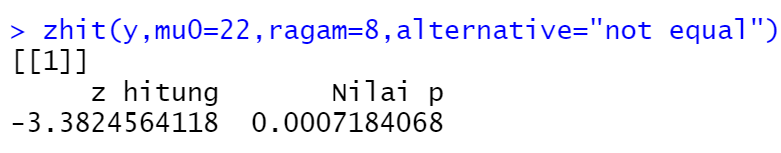 > zhit(y,mu0=22,ragam=8,alternative="not equal")
[[1]]
z hitung Nilai p
-3.3824564118 0.0007184068